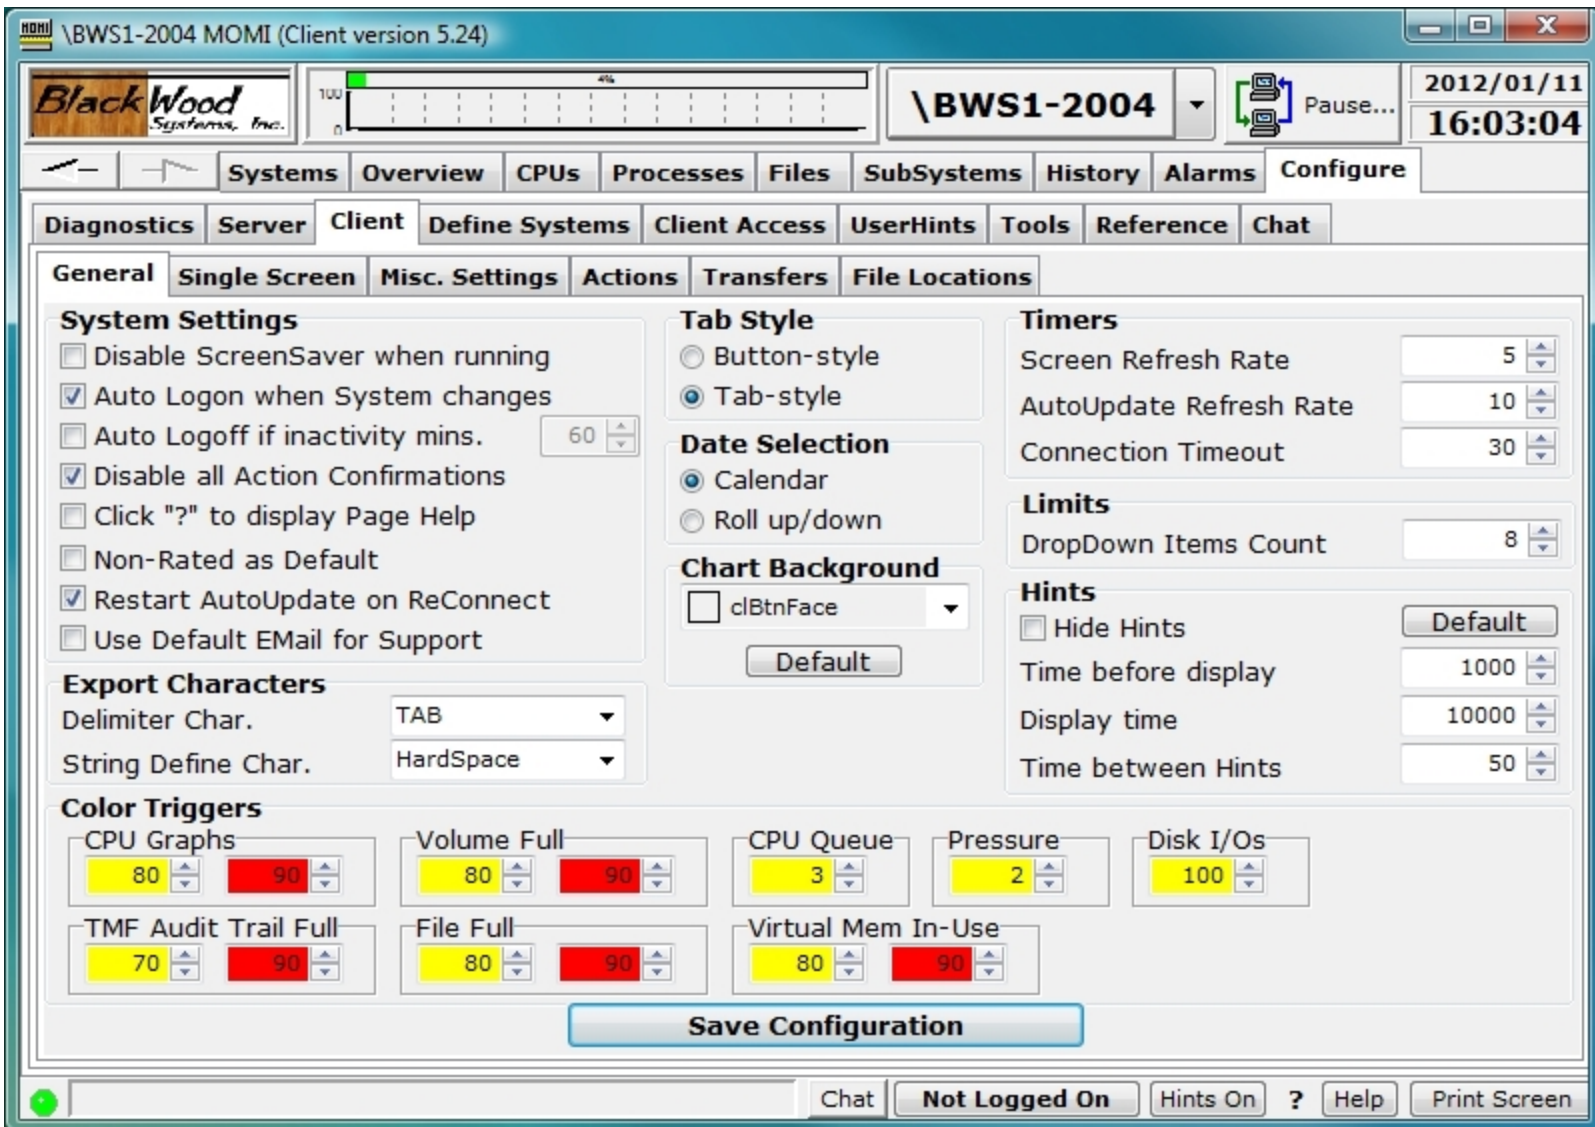 MOMI \BWS1-2004 MOMI (Client version 5.24)
BlackWood Systems, Inc.
4%
100
0
\BWS1-2004
Pause...
2012/01/11
16:03:04
Systems Overview CPUs Processes Files SubSystems History Alarms Configure
Diagnostics Server Client Define Systems Client Access UserHints Tools Reference Chat
General Single Screen Misc. Settings Actions Transfers File Locations
System Settings
Disable ScreenSaver when running
Auto Logon when System changes
Auto Logoff if inactivity mins. 60
Disable all Action Confirmations
Click "?" to display Page Help
Non-Rated as Default
Restart AutoUpdate on ReConnect
Use Default EMail for Support
Export Characters
Delimiter Char. TAB
String Define Char. HardSpace
Tab Style
Button-style
Tab-style
Date Selection
Calendar
Roll up/down
Chart Background
clBtnFace
Default
Timers
Screen Refresh Rate 5
AutoUpdate Refresh Rate 10
Connection Timeout 30
Limits
DropDown Items Count 8
Hints
Hide Hints Default
Time before display 1000
Display time 10000
Time between Hints 50
Color Triggers
CPU Graphs Volume Full CPU Queue Pressure Disk I/Os
80 90 80 90 3 2 100
TMF Audit Trail Full File Full Virtual Mem In-Use
70 90 80 90 80 90
Save Configuration
Chat Not Logged On Hints On ? Help Print Screen